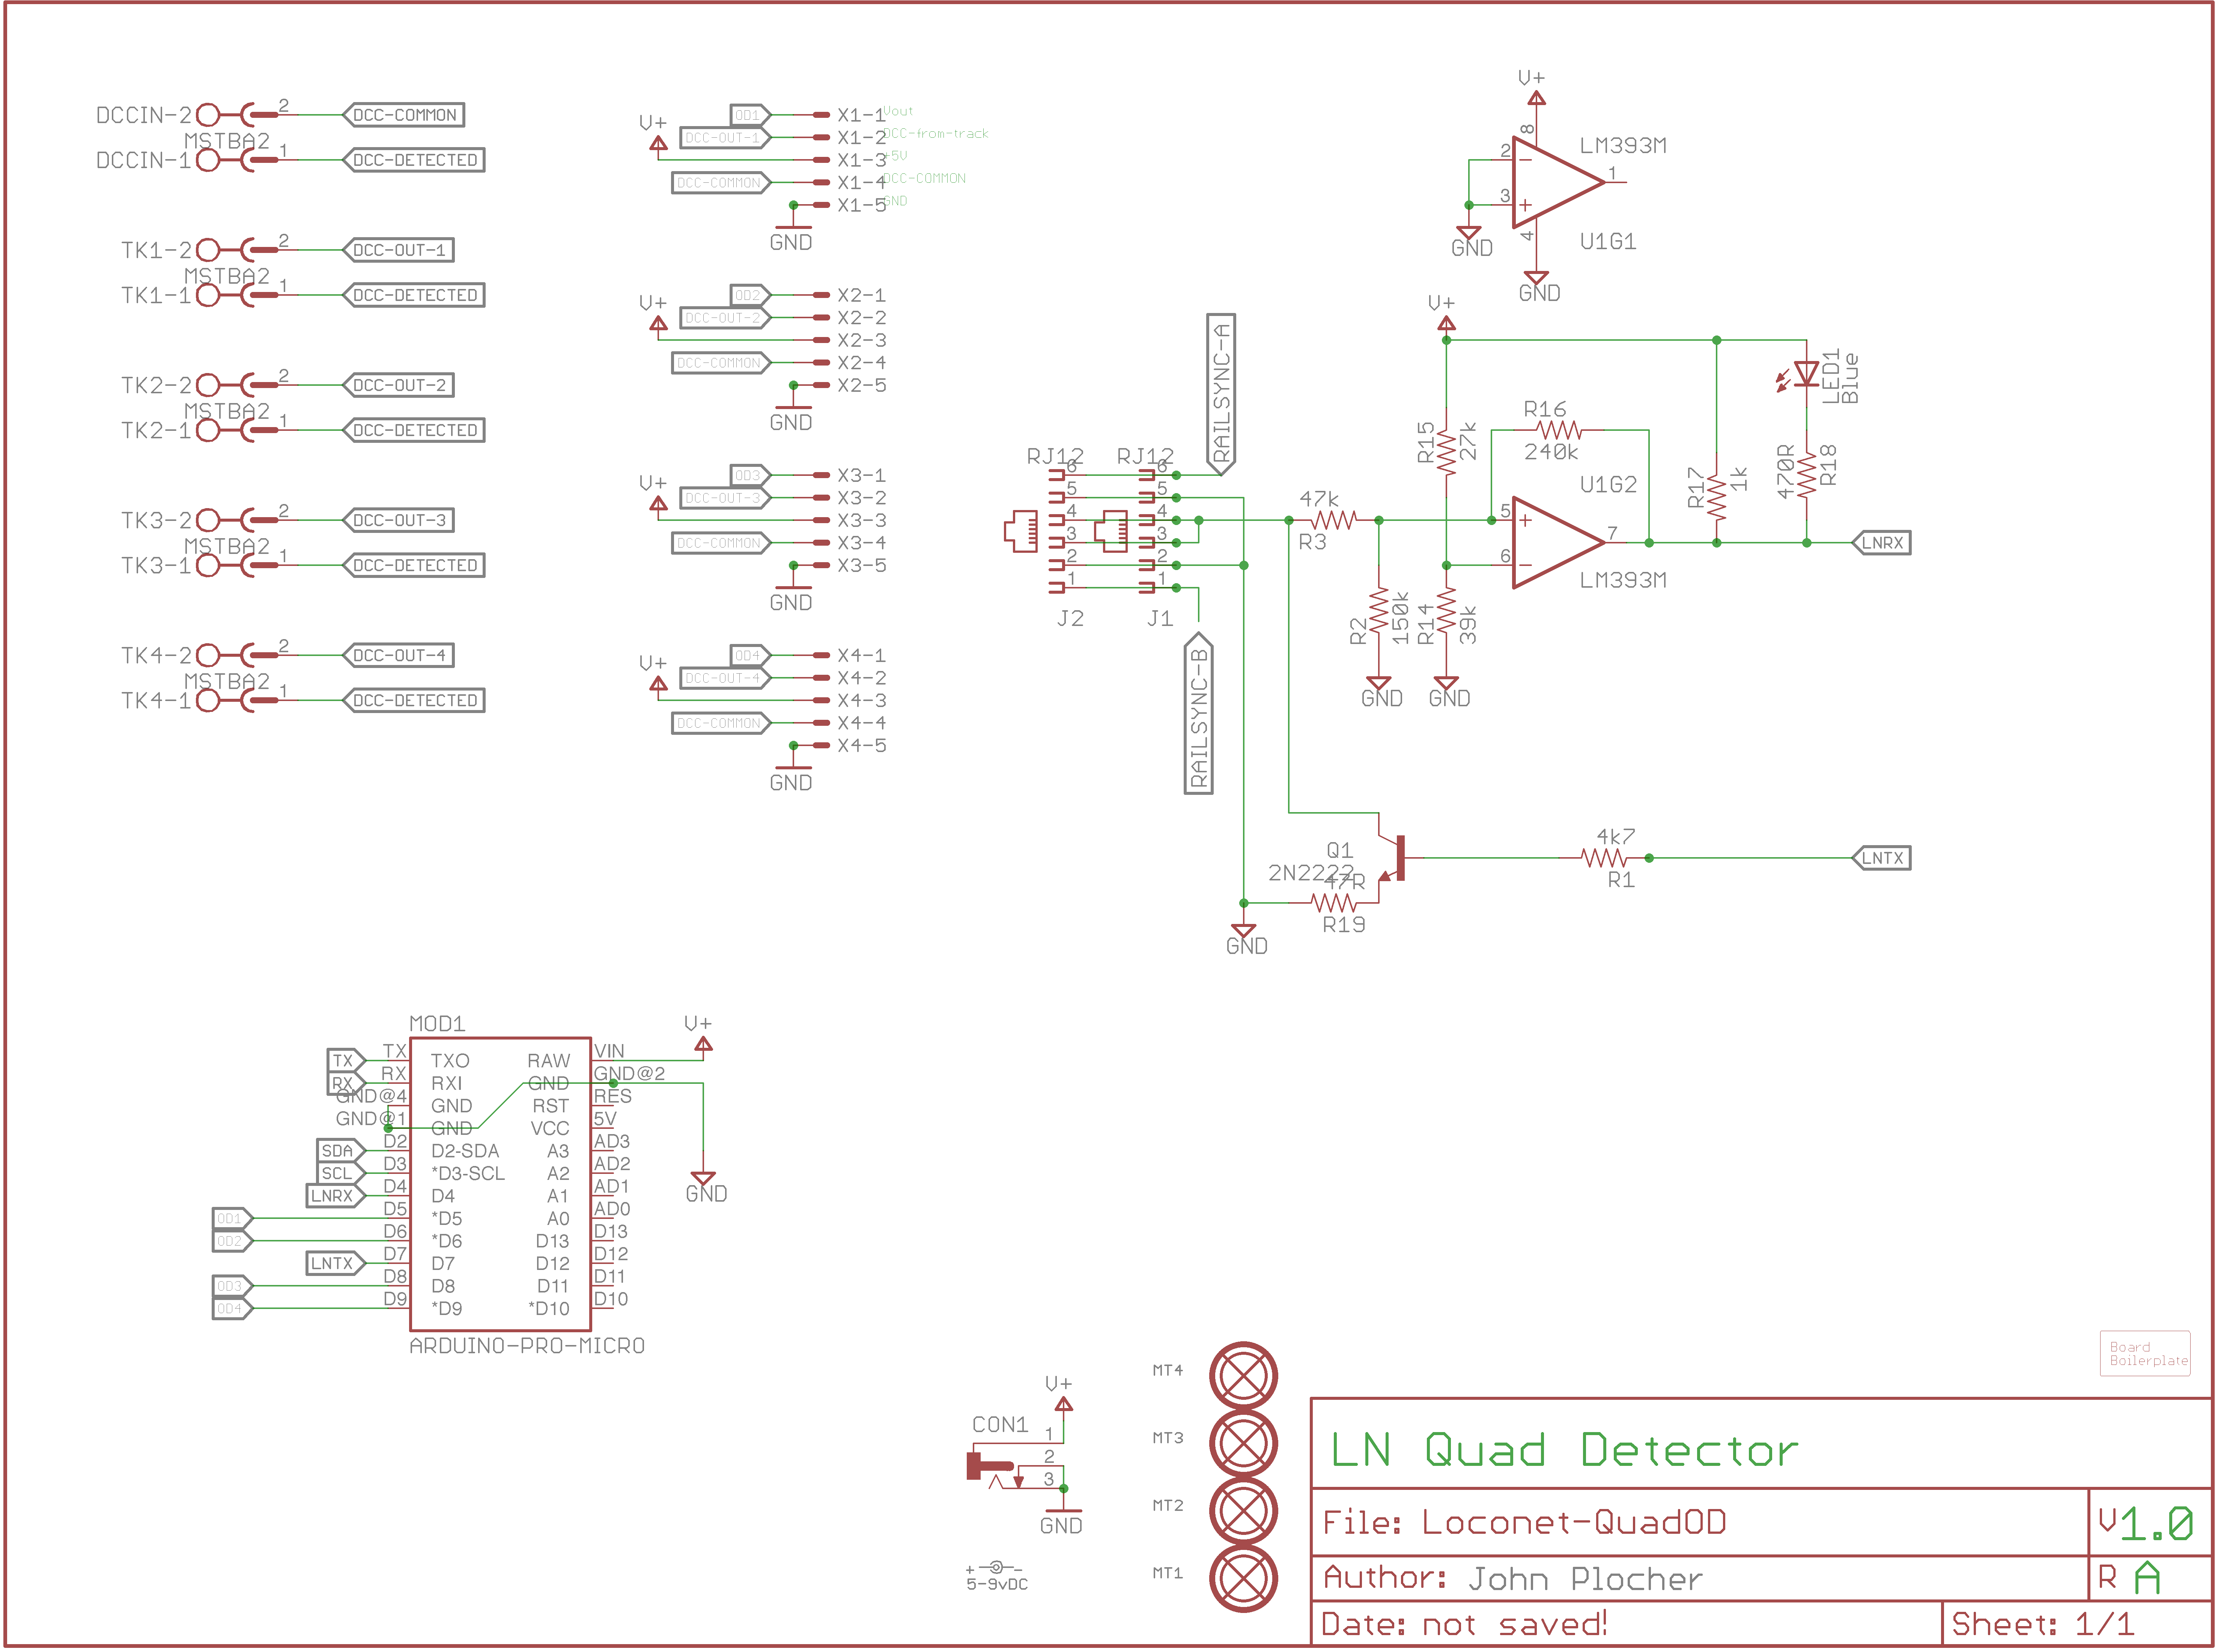 DCCIN-2
2
DCC-COMMON
MSTBA2
DCCIN-1
1
DCC-DETECTED
TK1-2
2
DCC-OUT-1
MSTBA2
TK1-1
1
DCC-DETECTED
TK2-2
2
DCC-OUT-2
MSTBA2
TK2-1
1
DCC-DETECTED
TK3-2
2
DCC-OUT-3
MSTBA2
TK3-1
1
DCC-DETECTED
TK4-2
2
DCC-OUT-4
MSTBA2
TK4-1
1
DCC-DETECTED
V+
OD1
X1-1
Vout
DCC-OUT-1
X1-2
DCC-from-track
X1-3
+5V
DCC-COMMON
X1-4
DCC-COMMON
X1-5
GND
GND
V+
OD2
X2-1
DCC-OUT-2
X2-2
X2-3
DCC-COMMON
X2-4
X2-5
GND
V+
OD3
X3-1
DCC-OUT-3
X3-2
X3-3
DCC-COMMON
X3-4
X3-5
GND
V+
OD4
X4-1
DCC-OUT-4
X4-2
X4-3
DCC-COMMON
X4-4
X4-5
GND
V+
8
LM393M
2
1
3
4
U1G1
GND
GND
RAILSYNC-A
RJ12
RJ12
6
6
5
5
4
4
3
3
2
2
1
1
J2
J1
RAILSYNC-B
V+
LED1
Blue
R15
27k
R16
240k
R17
1k
470R
R18
47k
R3
U1G2
5
7
6
LM393M
LNRX
R2
150k
R14
39k
GND
GND
Q1
2N2222
47R
R19
GND
4k7
R1
LNTX
MOD1
V+
TX
TX
TXO
RAW
VIN
RX
RX
RXI
GND
GND@2
GND@4
GND
RST
RES
GND@1
GND
VCC
5V
SDA
D2
D2-SDA
A3
AD3
SCL
D3
*D3-SCL
A2
AD2
LNRX
D4
D4
A1
AD1
OD1
D5
*D5
A0
AD0
OD2
D6
*D6
D13
D13
LNTX
D7
D7
D12
D12
OD3
D8
D8
D11
D11
OD4
D9
*D9
*D10
D10
GND
ARDUINO-PRO-MICRO
V+
CON1
1
2
3
GND
+ -
5-9vDC
MT4
MT3
MT2
MT1
Board
Boilerplate
LN Quad Detector
File: Loconet-QuadOD
V1.0
Author: John Plocher
R A
Date: not saved!
Sheet: 1/1